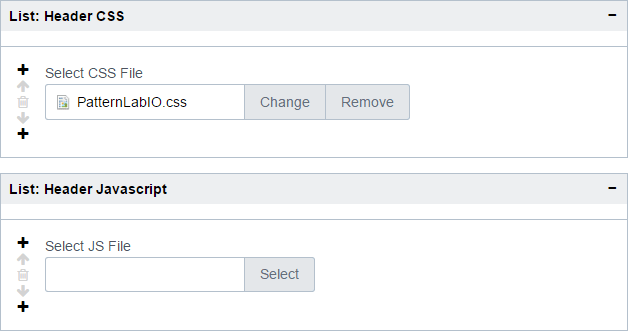 List: Header CSS
Select CSS File
PatternLabIO.css Change Remove
List: Header Javascript
Select JS File
Select